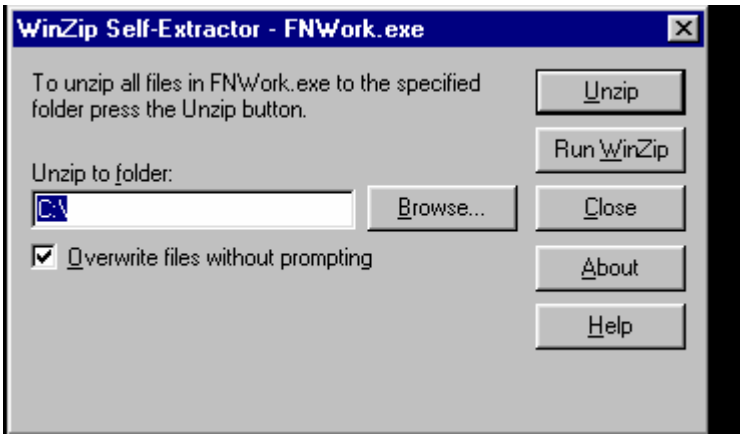 WinZip Self-Extractor - FNWork.exe
To unzip all files in FNWork.exe to the specified
folder press the Unzip button.
Unzip to folder:
C:\
Browse...
Overwrite files without prompting
Unzip
Run WinZip
Close
About
Help